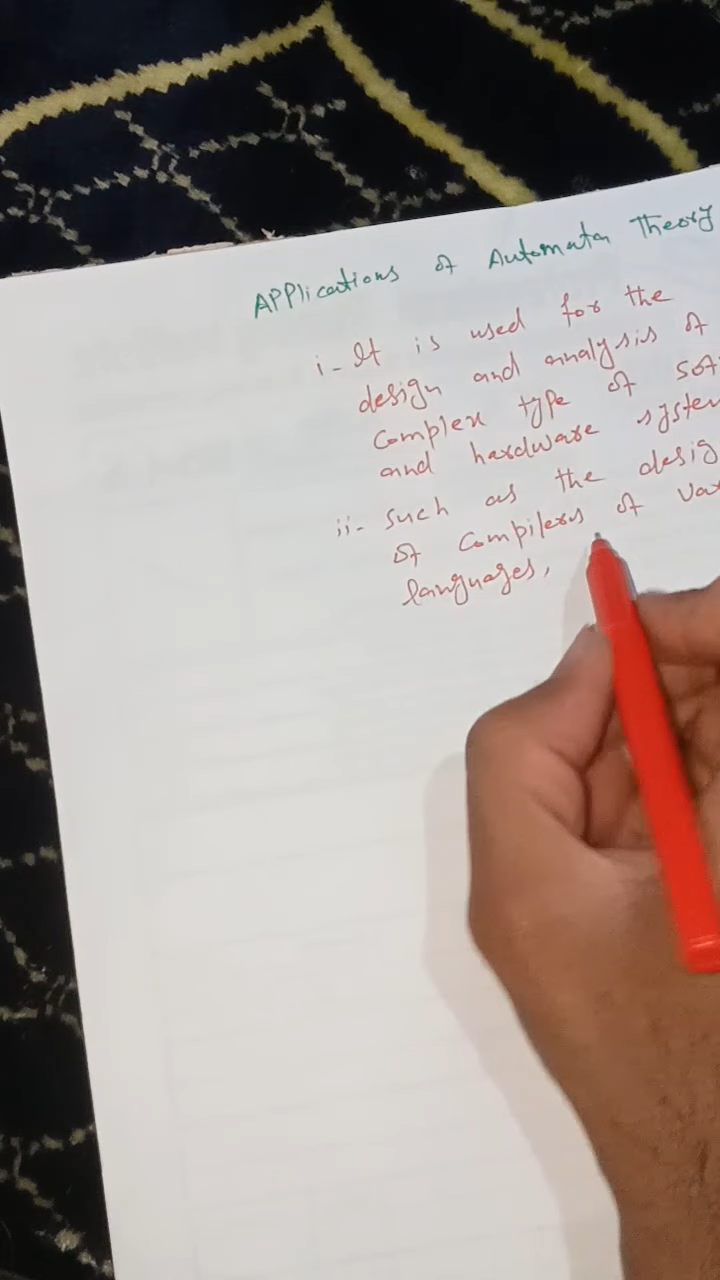 Applications of Automata Theory
i- It is used for the
design and analysis of
Complex type of
and hardware
ii- such as the
of Compilers of
languages,